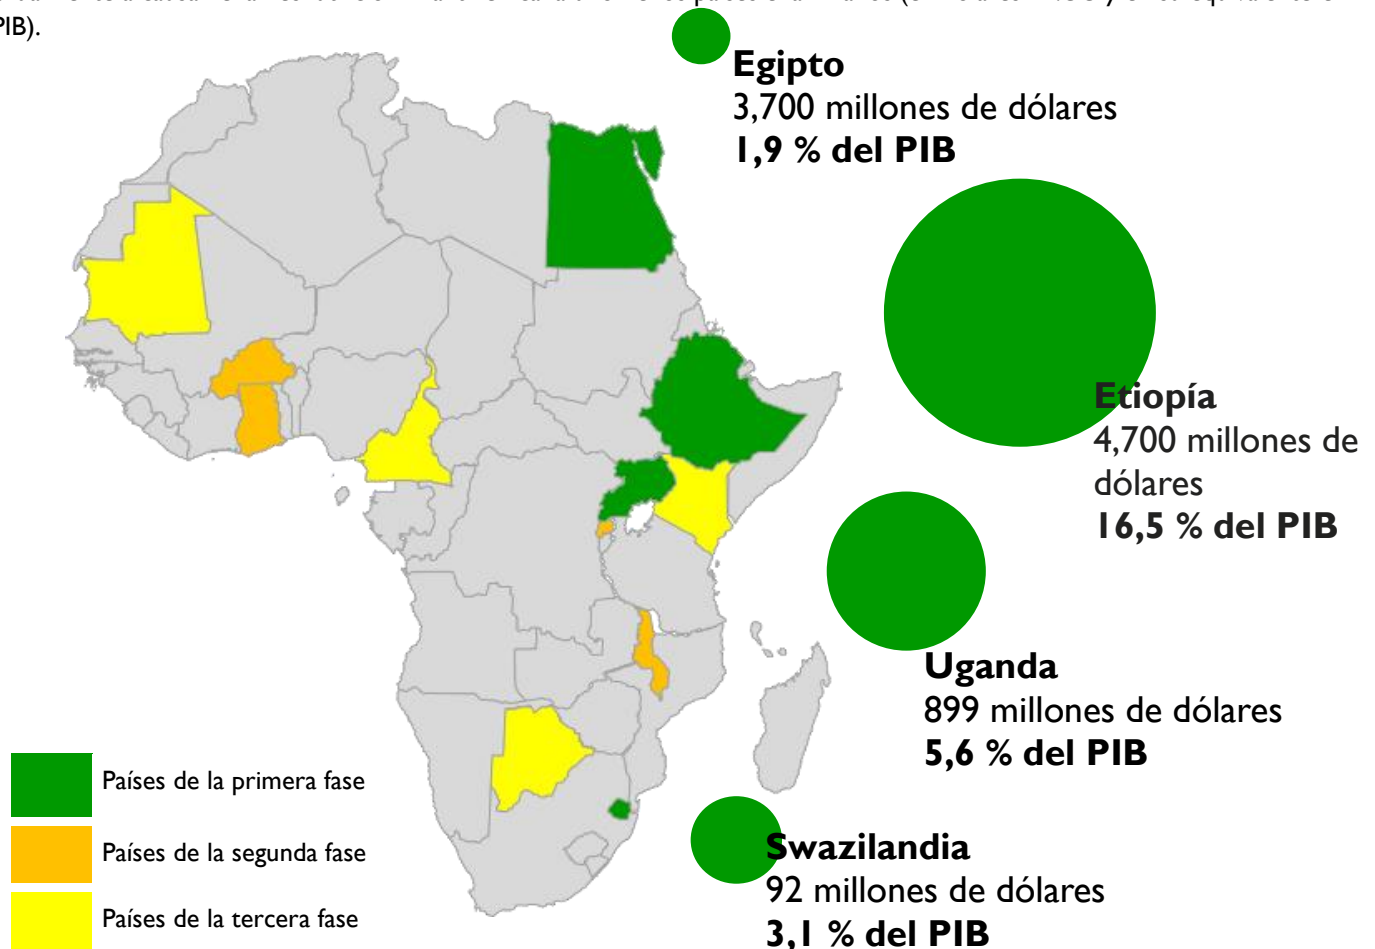 PIB).
Egipto
3,700 millones de dólares
1,9 % del PIB
Etiopía
4,700 millones de
dólares
16,5 % del PIB
Uganda
899 millones de dólares
5,6 % del PIB
Swazilandia
92 millones de dólares
3,1 % del PIB
Países de la primera fase
Países de la segunda fase
Países de la tercera fase